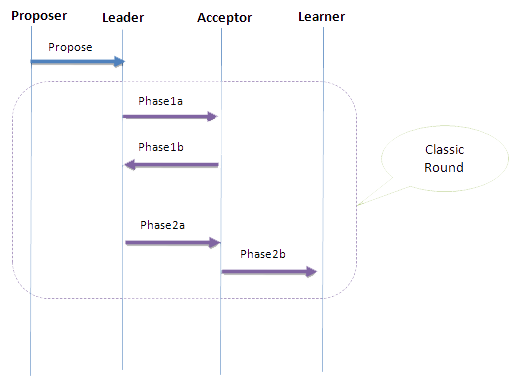 Proposer Leader Acceptor Learner
Propose
Phase1a
Phase1b
Classic
Round
Phase2a
Phase2b